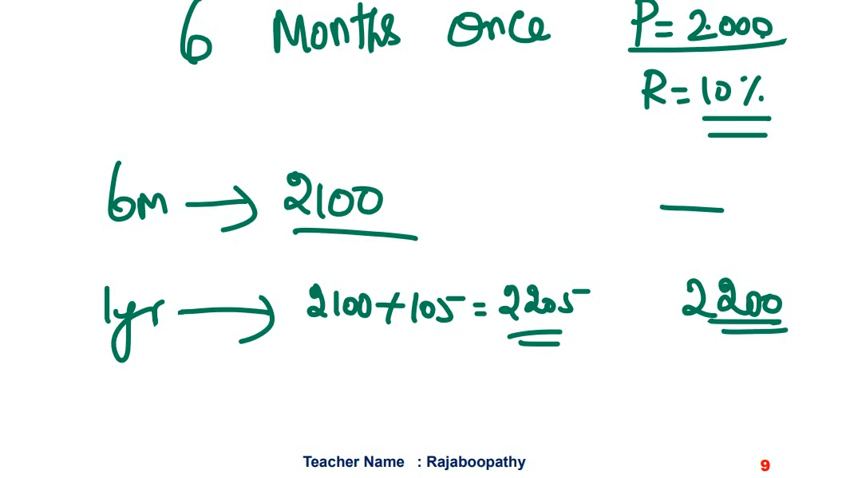 6 Months Once P = 2000
R = 10%
6m → 2100 —
1yr → 2100 + 105 = 2205 2200
Teacher Name : Rajaboopathy 9